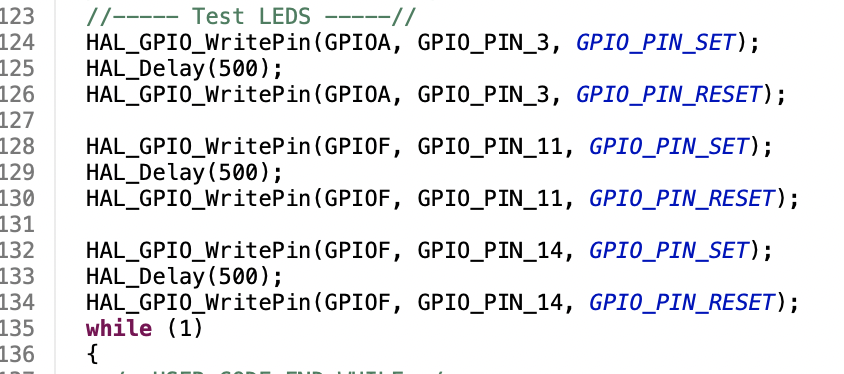 123 //----- Test LEDS -----//
124 HAL_GPIO_WritePin(GPIOA, GPIO_PIN_3, GPIO_PIN_SET);
125 HAL_Delay(500);
126 HAL_GPIO_WritePin(GPIOA, GPIO_PIN_3, GPIO_PIN_RESET);
127
128 HAL_GPIO_WritePin(GPIOF, GPIO_PIN_11, GPIO_PIN_SET);
129 HAL_Delay(500);
130 HAL_GPIO_WritePin(GPIOF, GPIO_PIN_11, GPIO_PIN_RESET);
131
132 HAL_GPIO_WritePin(GPIOF, GPIO_PIN_14, GPIO_PIN_SET);
133 HAL_Delay(500);
134 HAL_GPIO_WritePin(GPIOF, GPIO_PIN_14, GPIO_PIN_RESET);
135 while (1)
136 {